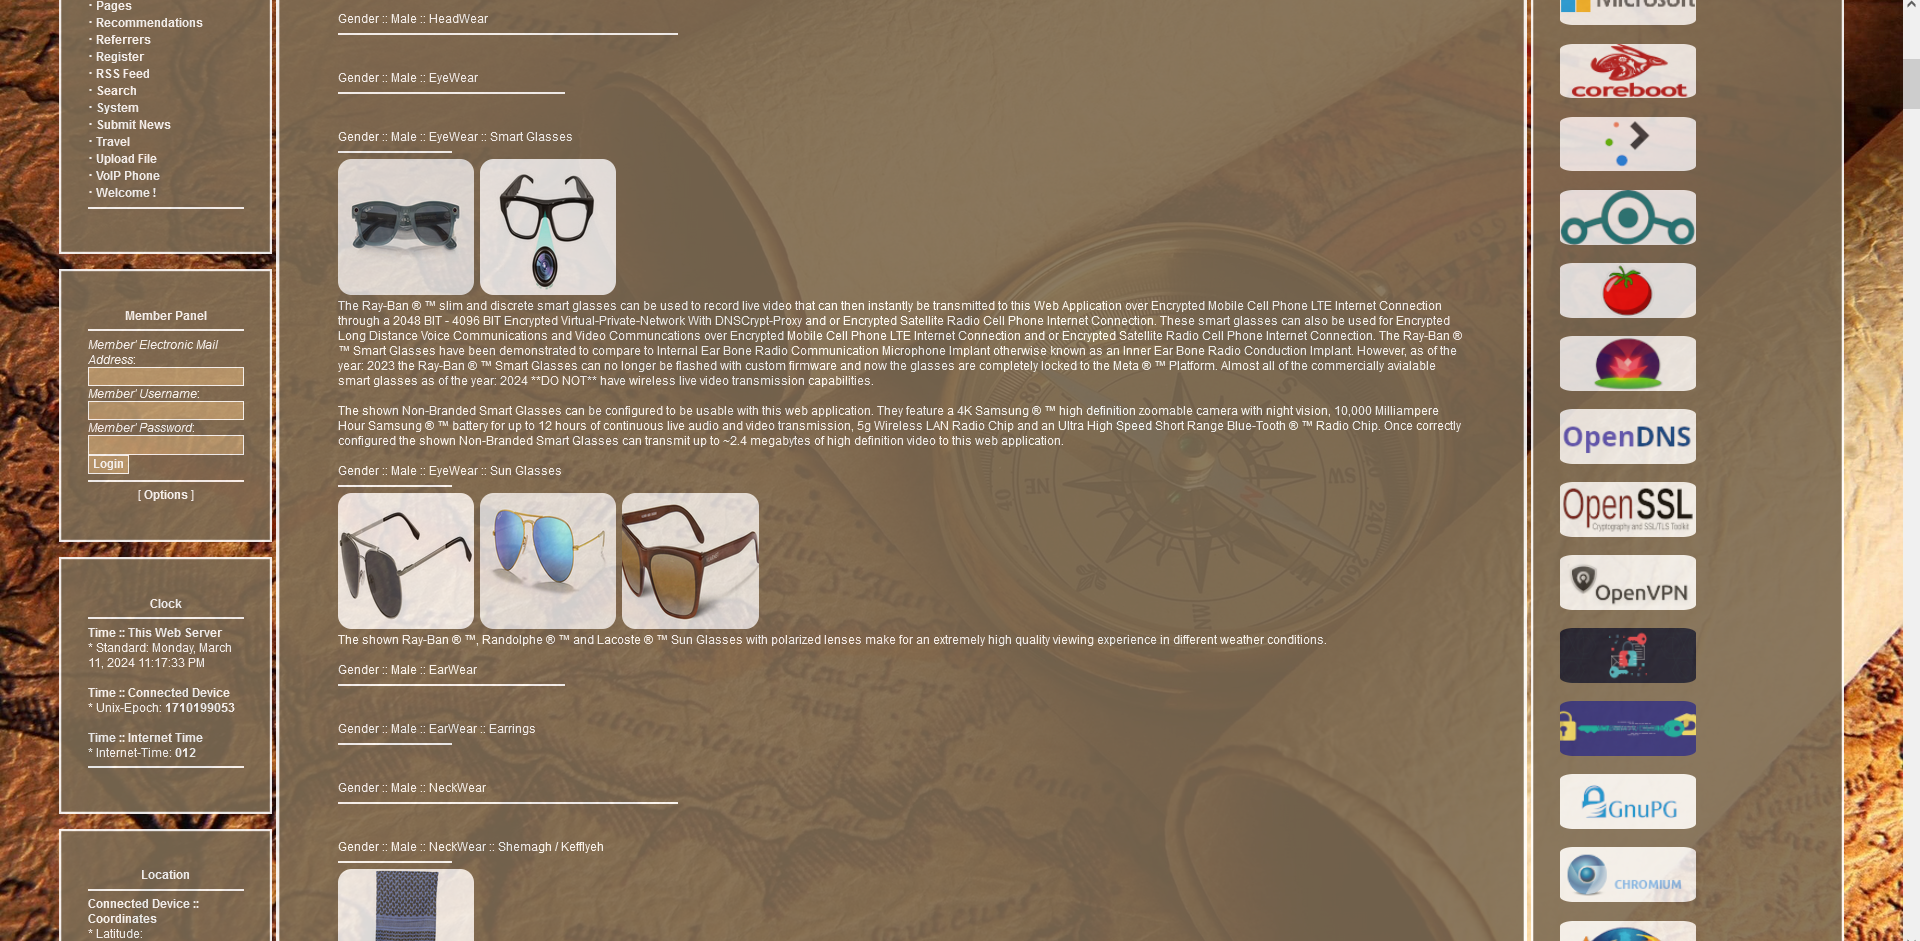 · Pages
· Recommendations
· Referrers
· Register
· RSS Feed
· Search
· System
· Submit News
· Travel
· Upload File
· VoIP Phone
· Welcome !
Member Panel
Member' Electronic Mail
Address:
Member' Username:
Member' Password:
Login
[ Options ]
Clock
Time :: This Web Server
* Standard: Monday, March
11, 2024 11:17:33 PM
Time :: Connected Device
* Unix-Epoch: 1710199053
Time :: Internet Time
* Internet-Time: 012
Location
Connected Device ::
Coordinates
* Latitude:
Gender :: Male :: HeadWear
Gender :: Male :: EyeWear
Gender :: Male :: EyeWear :: Smart Glasses
The Ray-Ban ® ™ slim and discrete smart glasses can be used to record live video that can then instantly be transmitted to this Web Application over Encrypted Mobile Cell Phone LTE Internet Connection
through a 2048 BIT - 4096 BIT Encrypted Virtual-Private-Network With DNSCrypt-Proxy and or Encrypted Satellite Radio Cell Phone Internet Connection. These smart glasses can also be used for Encrypted
Long Distance Voice Communications and Video Communcations over Encrypted Mobile Cell Phone LTE Internet Connection and or Encrypted Satellite Radio Cell Phone Internet Connection. The Ray-Ban ®
™ Smart Glasses have been demonstrated to compare to Internal Ear Bone Radio Communication Microphone Implant otherwise known as an Inner Ear Bone Radio Conduction Implant. However, as of the
year: 2023 the Ray-Ban ® ™ Smart Glasses can no longer be flashed with custom firmware and now the glasses are completely locked to the Meta ® ™ Platform. Almost all of the commercially avialable
smart glasses as of the year: 2024 **DO NOT** have wireless live video transmission capabilities.
The shown Non-Branded Smart Glasses can be configured to be usable with this web application. They feature a 4K Samsung ® ™ high definition zoomable camera with night vision, 10,000 Milliampere
Hour Samsung ® ™ battery for up to 12 hours of continuous live audio and video transmission, 5g Wireless LAN Radio Chip and an Ultra High Speed Short Range Blue-Tooth ® ™ Radio Chip. Once correctly
configured the shown Non-Branded Smart Glasses can transmit up to ~2.4 megabytes of high definition video to this web application.
Gender :: Male :: EyeWear :: Sun Glasses
The shown Ray-Ban ® ™, Randolphe ® ™ and Lacoste ® ™ Sun Glasses with polarized lenses make for an extremely high quality viewing experience in different weather conditions.
Gender :: Male :: EarWear
Gender :: Male :: EarWear :: Earrings
Gender :: Male :: NeckWear
Gender :: Male :: NeckWear :: Shemagh / Kefflyeh
Microsoft
coreboot
OpenDNS
OpenSSL
Cryptography and SSL/TLS Toolkit
OpenVPN
GnuPG
CHROMIUM